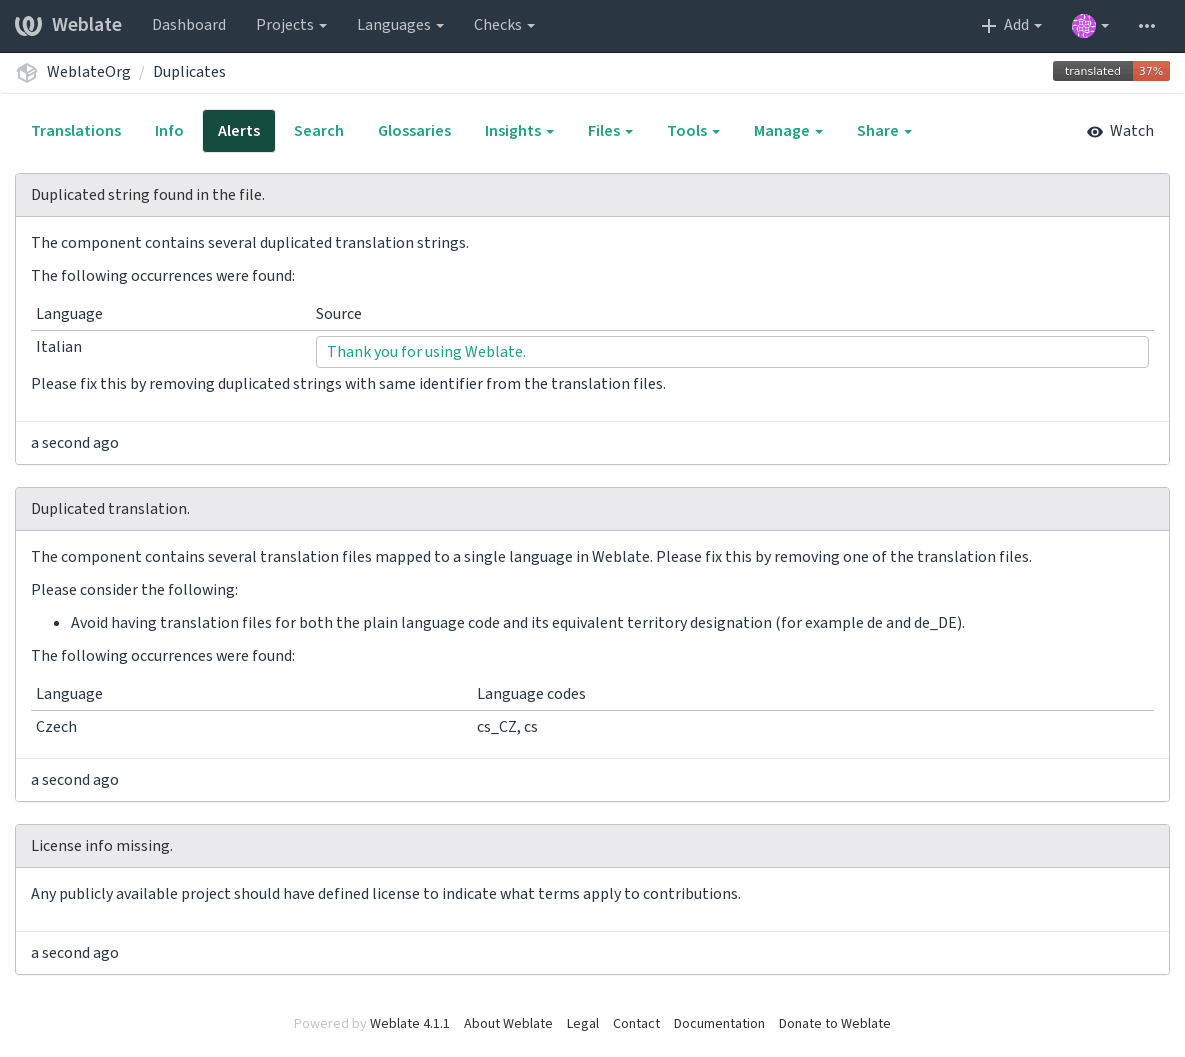 Weblate Dashboard Projects Languages Checks Add
WeblateOrg / Duplicates translated 37%
Translations Info Alerts Search Glossaries Insights Files Tools Manage Share Watch
Duplicated string found in the file.
The component contains several duplicated translation strings.
The following occurrences were found:
Language Source
Italian Thank you for using Weblate.
Please fix this by removing duplicated strings with same identifier from the translation files.
a second ago
Duplicated translation.
The component contains several translation files mapped to a single language in Weblate. Please fix this by removing one of the translation files.
Please consider the following:
• Avoid having translation files for both the plain language code and its equivalent territory designation (for example de and de_DE).
The following occurrences were found:
Language Language codes
Czech cs_CZ, cs
a second ago
License info missing.
Any publicly available project should have defined license to indicate what terms apply to contributions.
a second ago
Powered by Weblate 4.1.1 About Weblate Legal Contact Documentation Donate to Weblate